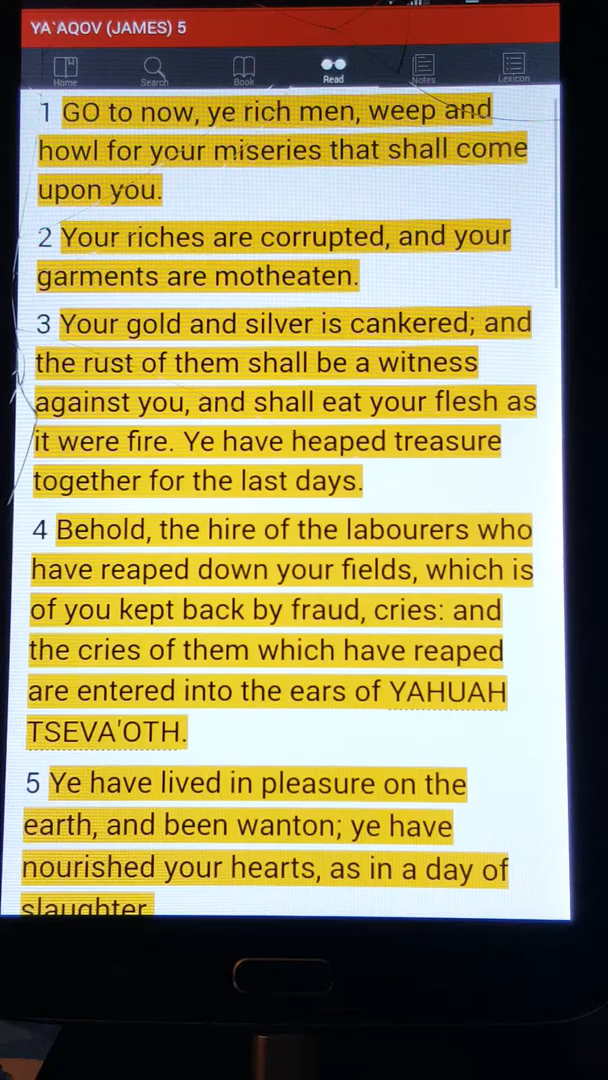 YA`AQOV (JAMES) 5
Home Search Book Read Notes Lexicon
1 GO to now, ye rich men, weep and
howl for your miseries that shall come
upon you.
2 Your riches are corrupted, and your
garments are motheaten.
3 Your gold and silver is cankered; and
the rust of them shall be a witness
against you, and shall eat your flesh as
it were fire. Ye have heaped treasure
together for the last days.
4 Behold, the hire of the labourers who
have reaped down your fields, which is
of you kept back by fraud, cries: and
the cries of them which have reaped
are entered into the ears of YAHUAH
TSEVA'OTH.
5 Ye have lived in pleasure on the
earth, and been wanton; ye have
nourished your hearts, as in a day of
slaughter.